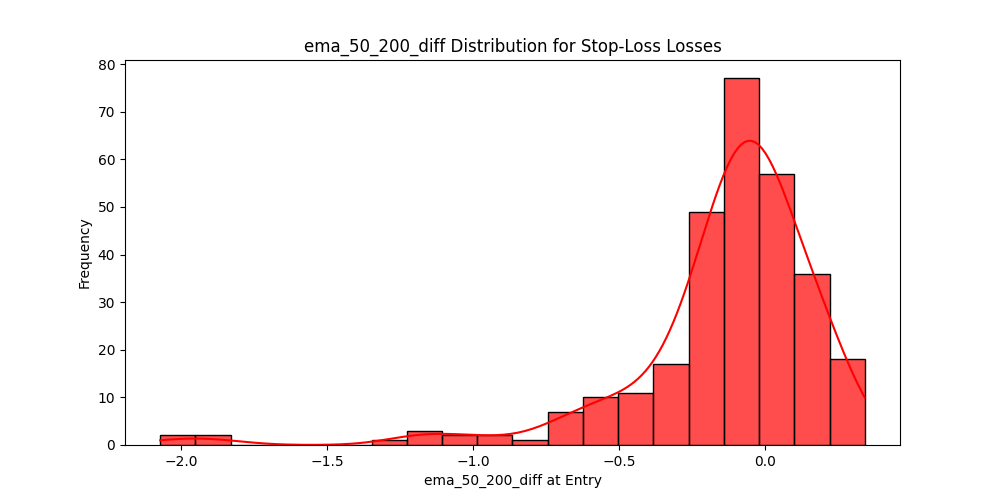 ema_50_200_diff Distribution for Stop-Loss Losses
80
70
60
50
40
30
20
10
0
Frequency
−2.0 −1.5 −1.0 −0.5 0.0
ema_50_200_diff at Entry